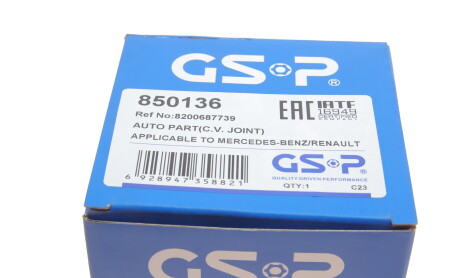 GSP®
850136
Ref No:8200687739
EAC IATF
16949
AUTO PART(C.V. JOINT)
APPLICABLE TO MERCEDES-BENZ/RENAULT
6 928947 358821
GSP®
QUALITY-DRIVEN PERFORMANCE
QTY:1 C23
GSP